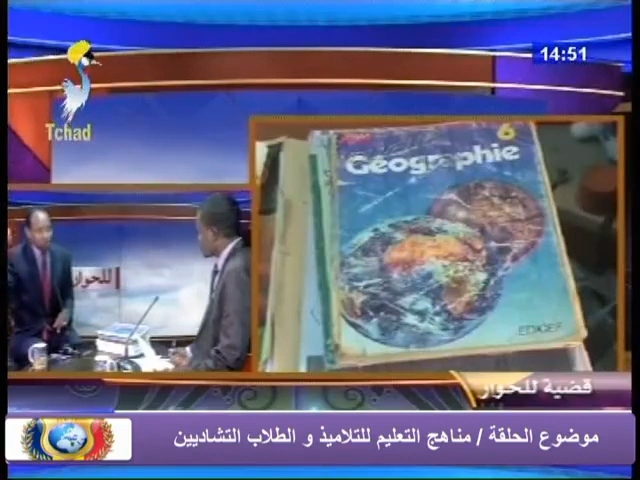 14:51
Tchad
Géographie
6
EDICEF
للحوار
قضية للحوار
موضوع الحلقة / مناهج التعليم للتلاميذ و الطلاب التشاديين